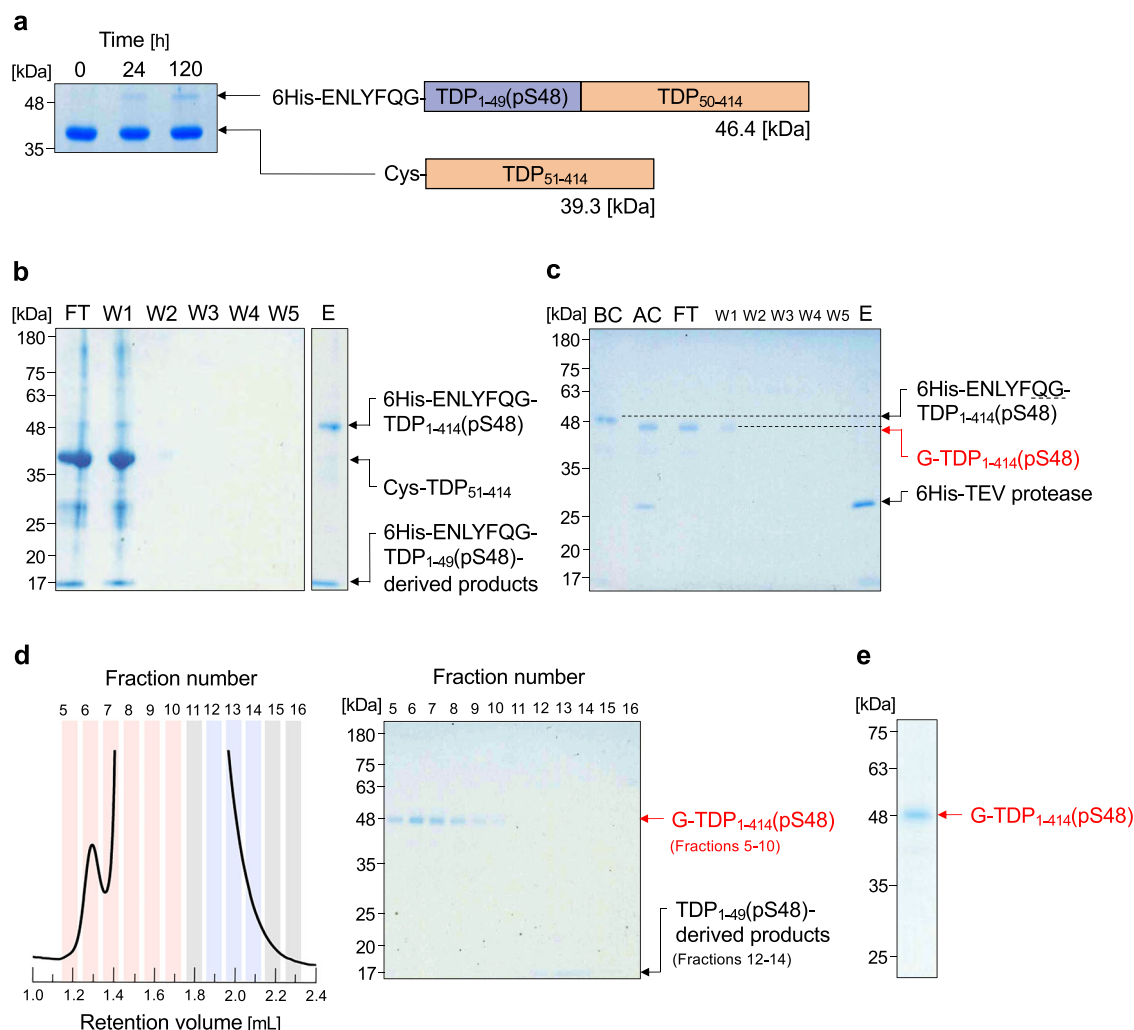 a
Time [h]
[kDa] 0 24 120
48
35
6His-ENLYFQG- TDP1-49(pS48) TDP50-414
46.4 [kDa]
Cys- TDP51-414
39.3 [kDa]
b
[kDa] FT W1 W2 W3 W4 W5 E
180
75
63
48
35
25
20
17
6His-ENLYFQG-
TDP1-414(pS48)
Cys-TDP51-414
6His-ENLYFQG-
TDP1-49(pS48)-
derived products
c
[kDa] BC AC FT W1 W2 W3 W4 W5 E
180
75
63
48
35
25
20
17
6His-ENLYFQG-
TDP1-414(pS48)
G-TDP1-414(pS48)
6His-TEV protease
d
Fraction number
5 6 7 8 9 10 11 12 13 14 15 16
1.0 1.2 1.4 1.6 1.8 2.0 2.2 2.4
Retention volume [mL]
Fraction number
[kDa] 5 6 7 8 9 10 11 12 13 14 15 16
180
75
63
48
35
25
20
17
G-TDP1-414(pS48)
(Fractions 5-10)
TDP1-49(pS48)-
derived products
(Fractions 12-14)
e
[kDa]
75
63
48
35
25
G-TDP1-414(pS48)